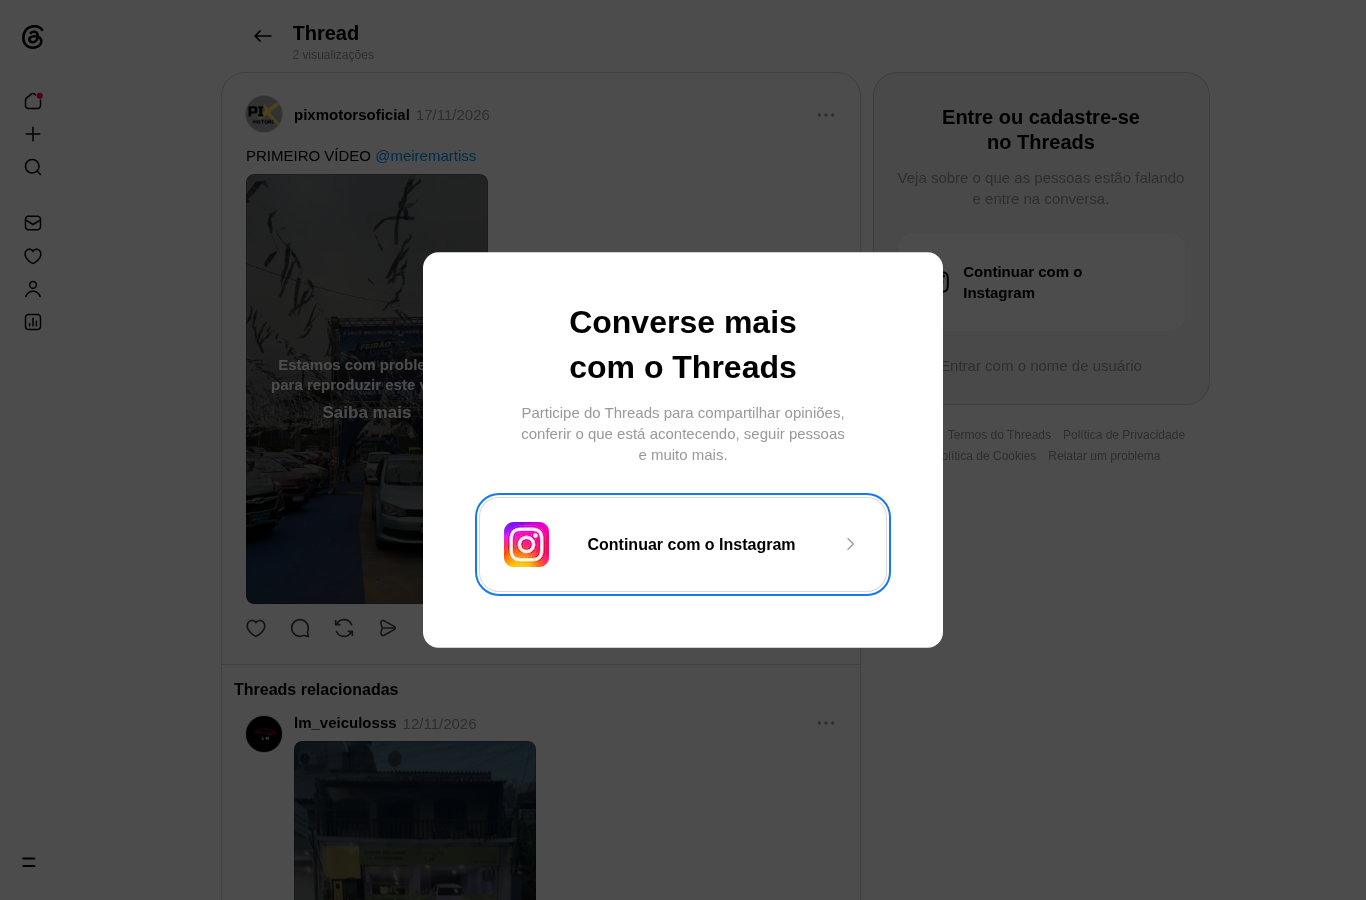 Thread
2 visualizações
pixmotorsoficial 17/11/2026
PRIMEIRO VÍDEO @meiremartiss
Estamos com proble
para reproduzir este v
Saiba mais
Threads relacionadas
lm_veiculosss 12/11/2026
Converse mais
com o Threads
Participe do Threads para compartilhar opiniões,
conferir o que está acontecendo, seguir pessoas
e muito mais.
Continuar com o Instagram
Entre ou cadastre-se
no Threads
Veja sobre o que as pessoas estão falando
e entre na conversa.
Continuar com o
Instagram
Entrar com o nome de usuário
Termos do Threads Política de Privacidade
olítica de Cookies Relatar um problema